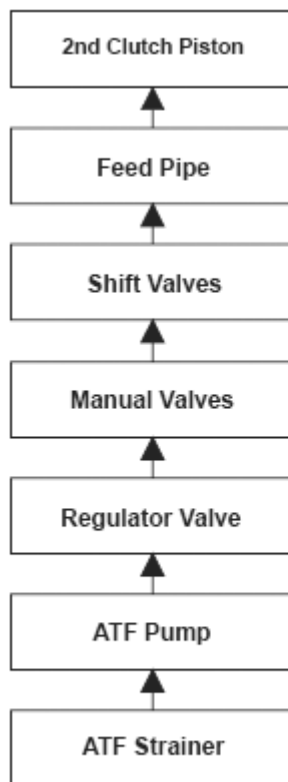 2nd Clutch Piston
Feed Pipe
Shift Valves
Manual Valves
Regulator Valve
ATF Pump
ATF Strainer